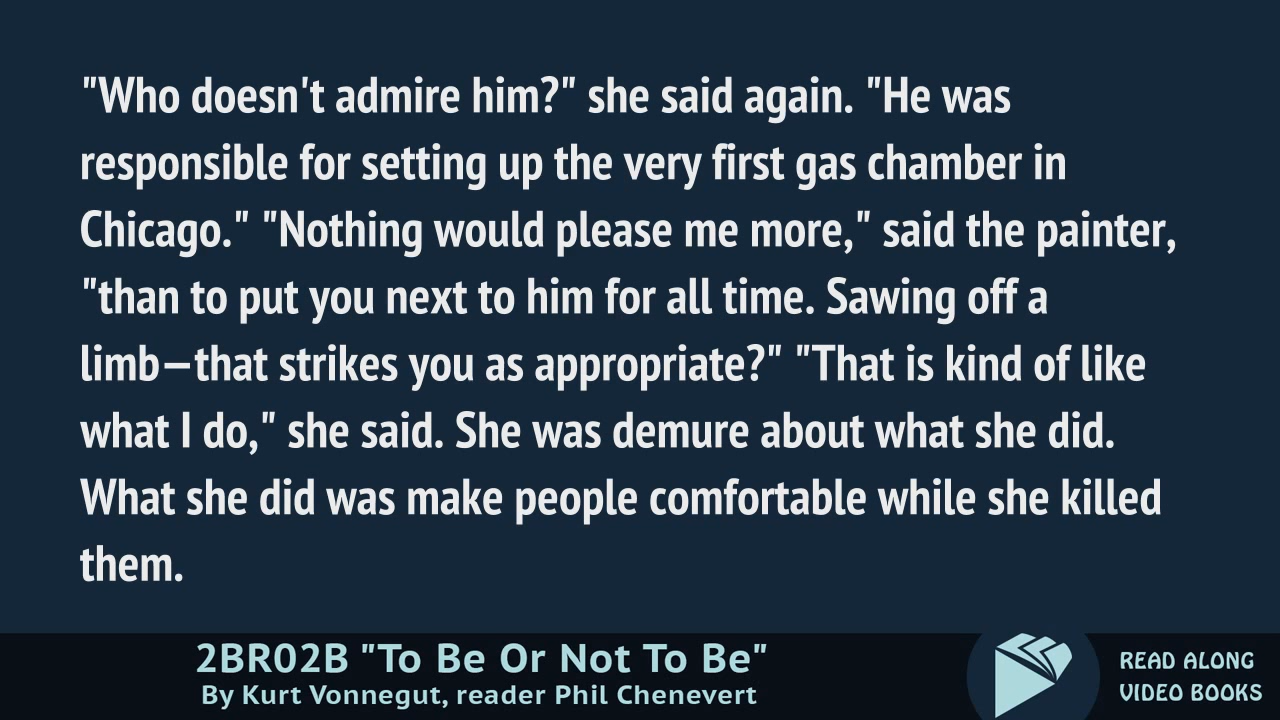 "Who doesn't admire him?" she said again. "He was
responsible for setting up the very first gas chamber in
Chicago." "Nothing would please me more," said the painter,
"than to put you next to him for all time. Sawing off a
limb—that strikes you as appropriate?" "That is kind of like
what I do," she said. She was demure about what she did.
What she did was make people comfortable while she killed
them.
2BR02B "To Be Or Not To Be"
By Kurt Vonnegut, reader Phil Chenevert
READ ALONG
VIDEO BOOKS